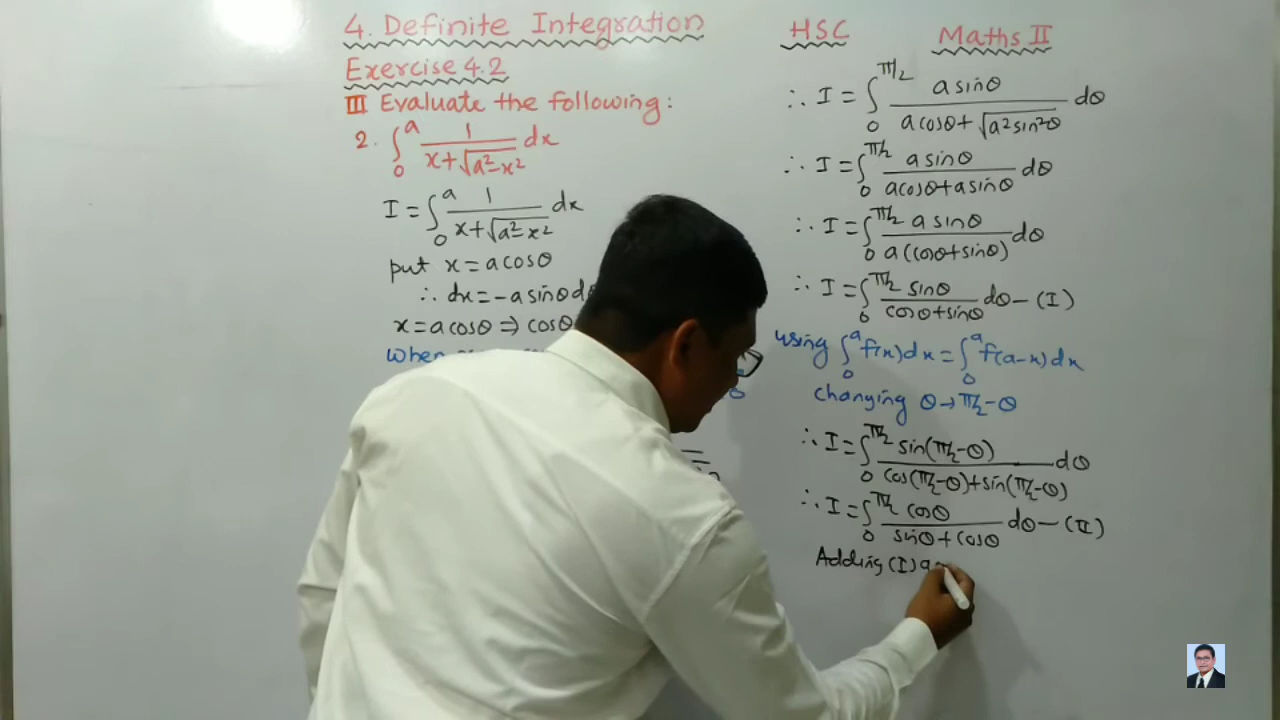 4. Definite Integration
Exercise 4.2
III Evaluate the following:
2. ∫₀ᵃ 1/(x+√(a²-x²)) dx
I = ∫₀ᵃ 1/(x+√(a²-x²)) dx
put x = a cosθ
∴ dx = -a sinθ
x = a cosθ ⇒ cosθ
When
HSC Maths II
∴ I = ∫₀^(π/2) a sinθ/(a cosθ + √(a² sin²θ)) dθ
∴ I = ∫₀^(π/2) a sinθ/(a cosθ + a sinθ) dθ
∴ I = ∫₀^(π/2) a sinθ/(a (cosθ + sinθ)) dθ
∴ I = ∫₀^(π/2) sinθ/(cosθ + sinθ) dθ – (I)
using ∫₀ᵃ f(x) dx = ∫₀ᵃ f(a-x) dx
changing θ → π/2 - θ
∴ I = ∫₀^(π/2) sin(π/2 - θ)/(cos(π/2 - θ) + sin(π/2 - θ)) dθ
∴ I = ∫₀^(π/2) cosθ/(sinθ + cosθ) dθ – (II)
Adding (I)